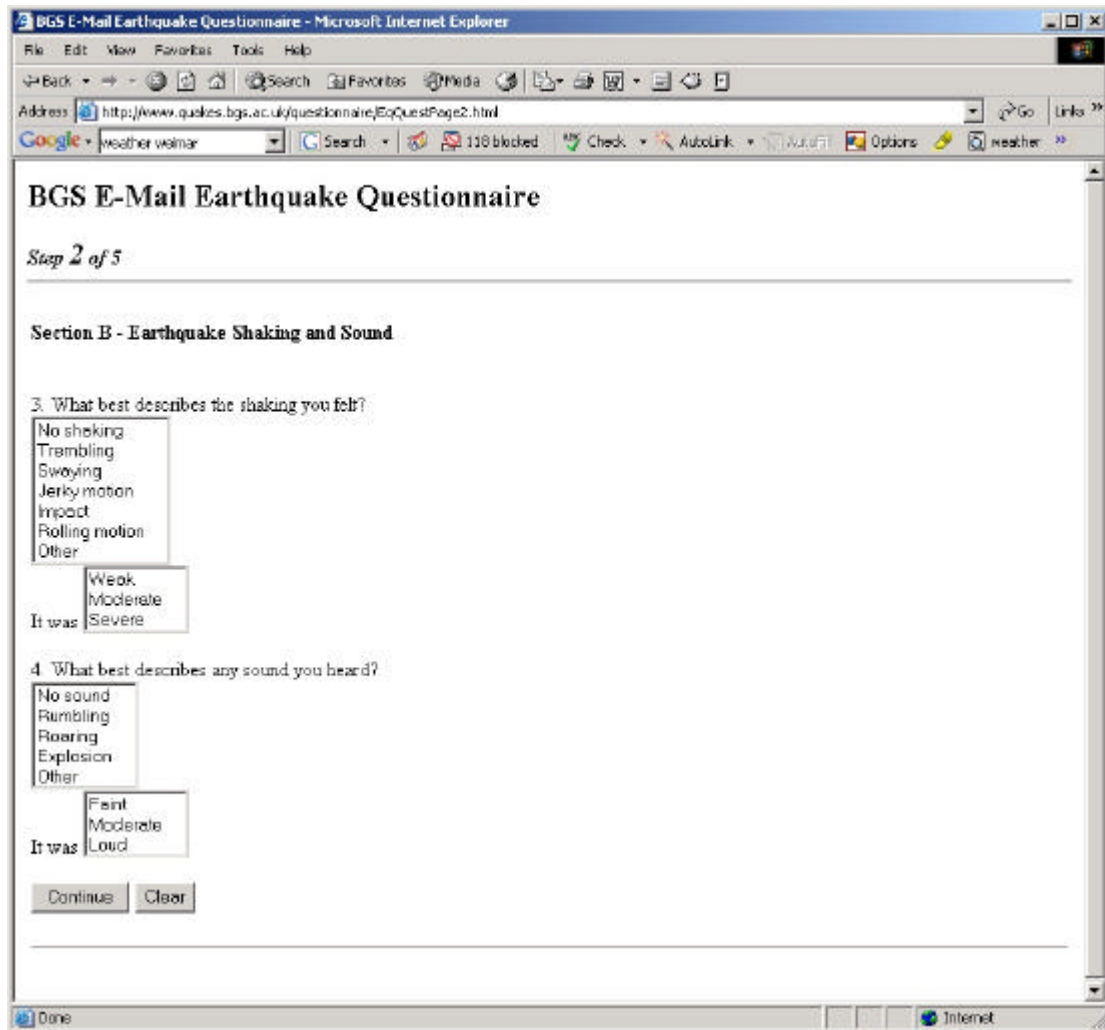 BGS E-Mail Earthquake Questionnaire - Microsoft Internet Explorer
File Edit View Favorites Tools Help
Back Search Favorites Media
Address http://www.quakes.bgs.ac.uk/questionnaire/EqQuestPage2.html Go Links »
Google weather weimar Search 118 blocked Check AutoLink AutoFill Options weather »
BGS E-Mail Earthquake Questionnaire
Step 2 of 5
Section B - Earthquake Shaking and Sound
3. What best describes the shaking you felt?
No shaking
Trembling
Swaying
Jerky motion
Impact
Rolling motion
Other
Weak
Moderate
It was Severe
4. What best describes any sound you heard?
No sound
Rumbling
Roaring
Explosion
Other
Faint
Moderate
It was Loud
Continue Clear
Done Internet